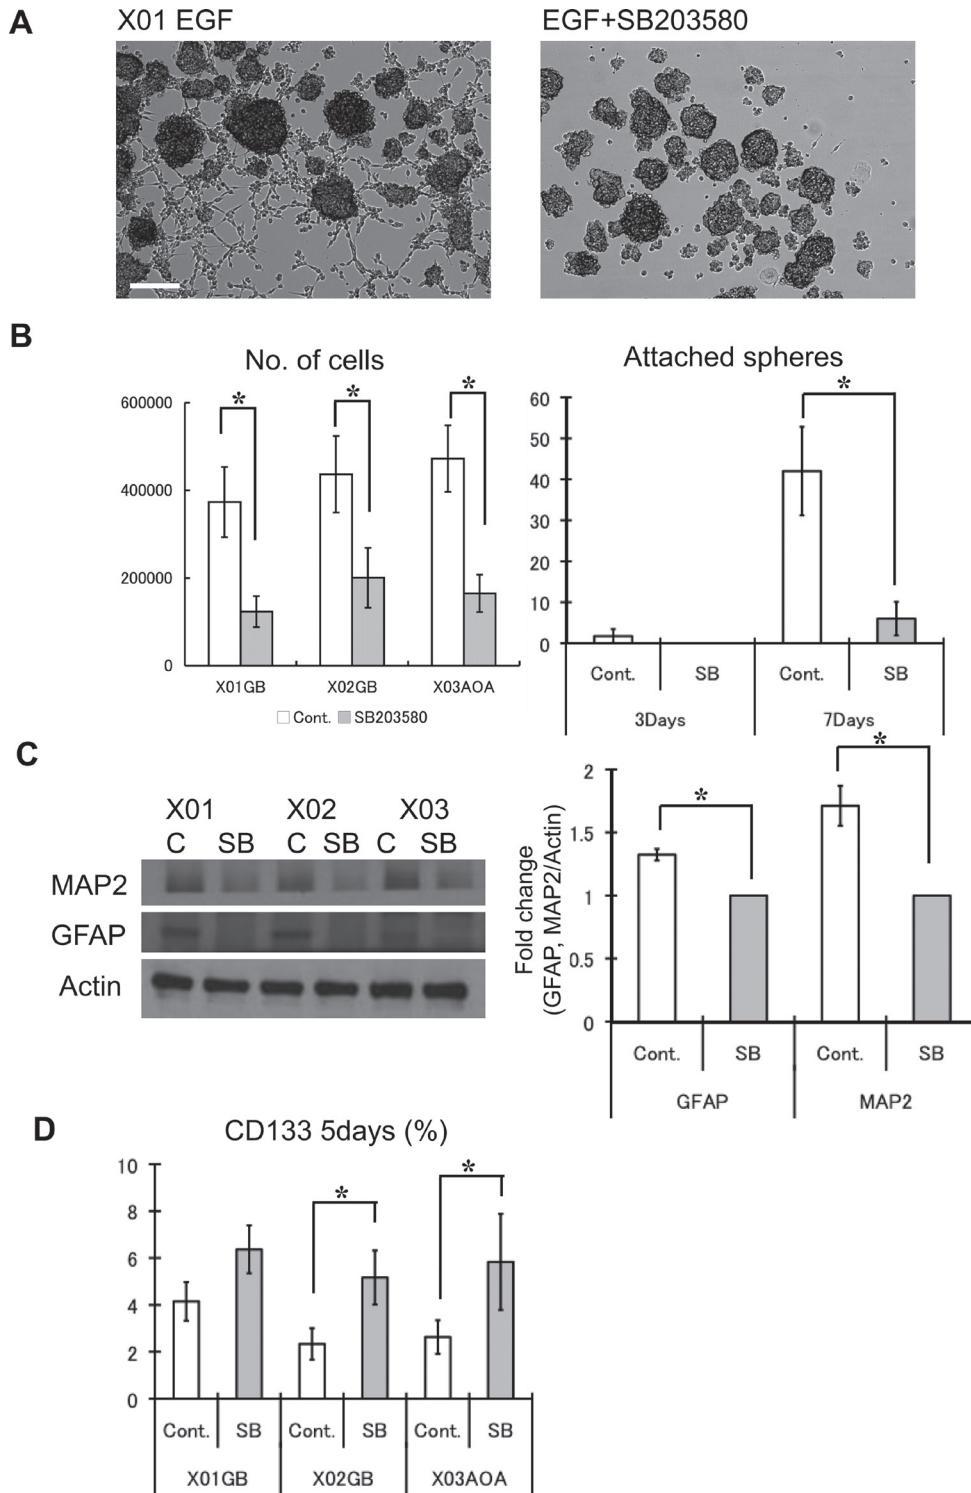 A
X01 EGF
EGF+SB203580
B
No. of cells
600000
400000
200000
0
*
*
*
X01GB
X02GB
X03AOA
Cont.
SB203580
Attached spheres
60
50
40
30
20
10
0
*
Cont.
SB
Cont.
SB
3Days
7Days
C
X01
X02
X03
C
SB
C
SB
C
SB
MAP2
GFAP
Actin
Fold change
(GFAP, MAP2/Actin)
2
1.5
1
0.5
0
*
*
Cont.
SB
Cont.
SB
GFAP
MAP2
D
CD133 5days (%)
10
8
6
4
2
0
*
*
Cont.
SB
Cont.
SB
Cont.
SB
X01GB
X02GB
X03AOA